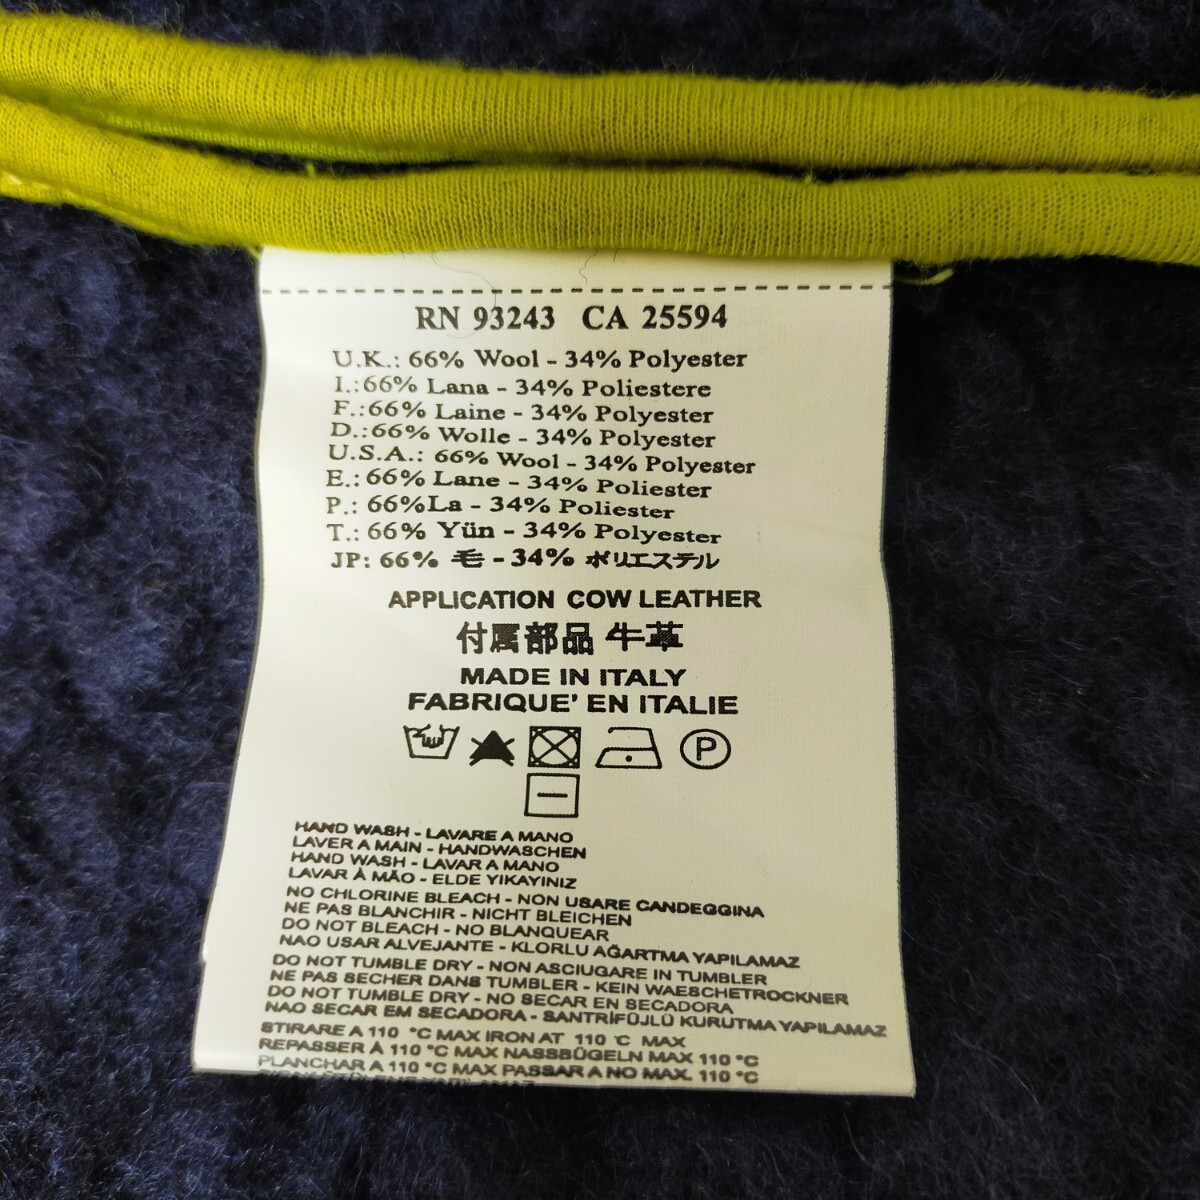 RN 93243 CA 25594
U.K.: 66% Wool - 34% Polyester
I.:66% Lana - 34% Poliestere
F.:66% Laine - 34% Polyester
D.:66% Wolle - 34% Polyester
U.S.A.: 66% Wool - 34% Polyester
E.: 66% Lane - 34% Poliester
P.: 66%La - 34% Poliester
T.: 66% Yün - 34% Polyester
JP: 66% 毛 - 34% ポリエステル
APPLICATION COW LEATHER
付属部品 牛革
MADE IN ITALY
FABRIQUE' EN ITALIE
P
HAND WASH - LAVARE A MANO
LAVER A MAIN - HANDWASCHEN
HAND WASH - LAVAR A MANO
LAVAR À MÃO - ELDE YIKAYINIZ
NO CHLORINE BLEACH - NON USARE CANDEGGINA
NE PAS BLANCHIR - NICHT BLEICHEN
DO NOT BLEACH - NO BLANQUEAR
NAO USAR ALVEJANTE - KLORLU AĞARTMA YAPILAMAZ
DO NOT TUMBLE DRY - NON ASCIUGARE IN TUMBLER
NE PAS SECHER DANS TUMBLER - KEIN WAESCHETROCKNER
DO NOT TUMBLE DRY - NO SECAR EN SECADORA
NAO SECAR EM SECADORA - SANTRİFÜJLÜ KURUTMA YAPILAMAZ
STIRARE A 110 °C MAX IRON AT 110 °C MAX
REPASSER À 110 °C MAX NASSBÜGELN MAX 110 °C
PLANCHAR A 110 °C MAX PASSAR A NO MAX. 110 °C